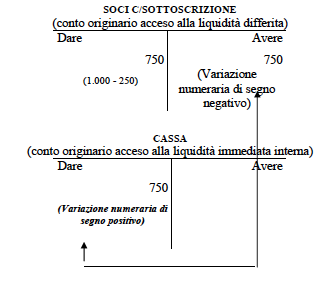 SOCI C/SOTTOSCRIZIONE
(conto originario acceso alla liquidità differita)
Dare Avere
750 750
(1.000 - 250) (Variazione
numeraria di segno
negativo)
CASSA
(conto originario acceso alla liquidità immediata interna)
Dare Avere
750
(Variazione numeraria di
segno positivo)